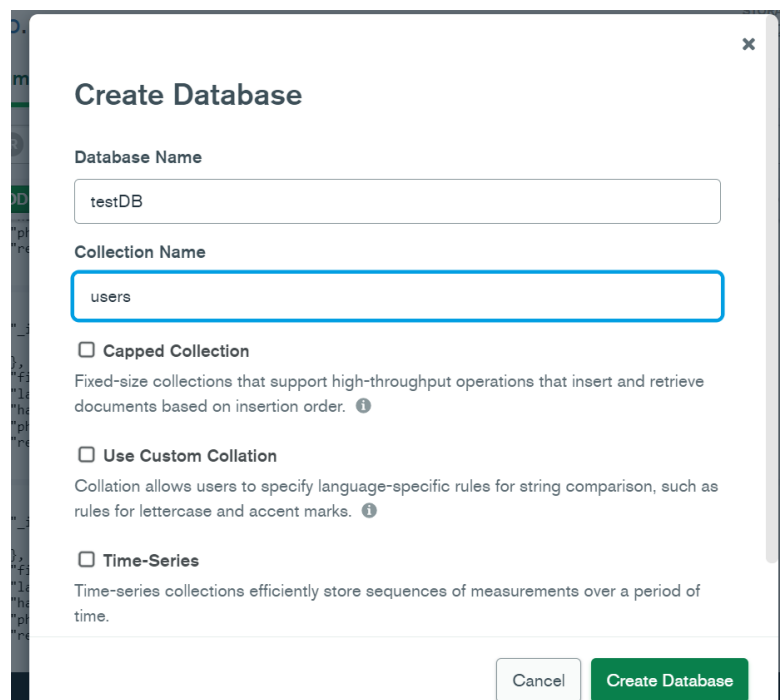 Create Database
Database Name
testDB
Collection Name
users
Capped Collection
Fixed-size collections that support high-throughput operations that insert and retrieve
documents based on insertion order.
Use Custom Collation
Collation allows users to specify language-specific rules for string comparison, such as
rules for lettercase and accent marks.
Time-Series
Time-series collections efficiently store sequences of measurements over a period of
time.
Cancel
Create Database